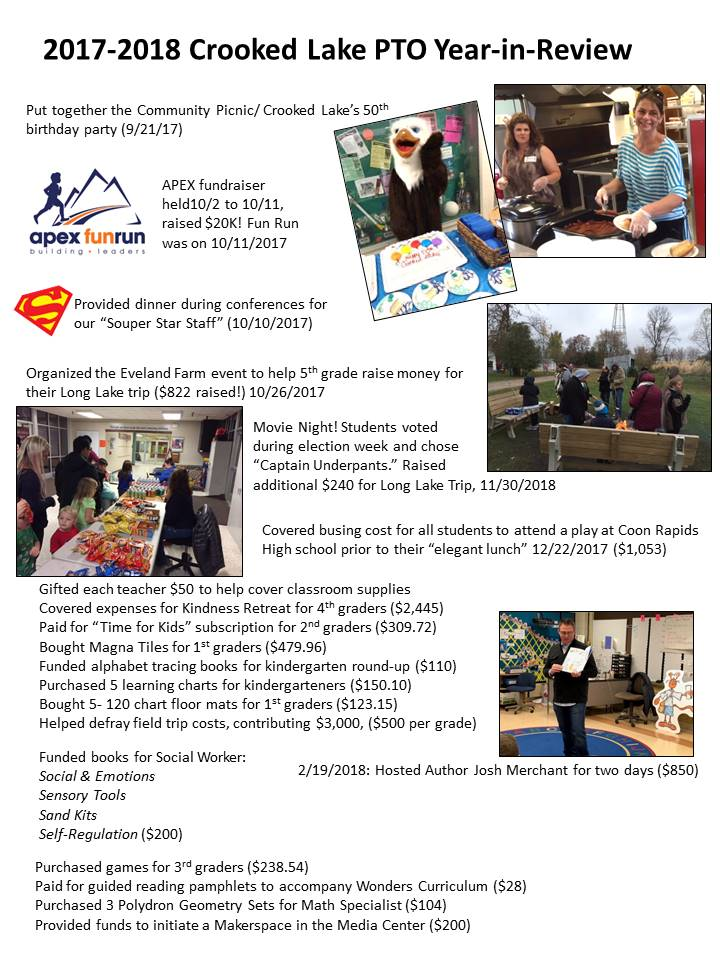 2017-2018 Crooked Lake PTO Year-in-Review
Put together the Community Picnic/ Crooked Lake’s 50th
birthday party (9/21/17)
APEX fundraiser
held10/2 to 10/11,
raised $20K! Fun Run
was on 10/11/2017
apex funrun
building • leaders
Provided dinner during conferences for
our “Souper Star Staff” (10/10/2017)
Organized the Eveland Farm event to help 5th grade raise money for
their Long Lake trip ($822 raised!) 10/26/2017
Movie Night! Students voted
during election week and chose
“Captain Underpants.” Raised
additional $240 for Long Lake Trip, 11/30/2018
Covered busing cost for all students to attend a play at Coon Rapids
High school prior to their “elegant lunch” 12/22/2017 ($1,053)
Gifted each teacher $50 to help cover classroom supplies
Covered expenses for Kindness Retreat for 4th graders ($2,445)
Paid for “Time for Kids” subscription for 2nd graders ($309.72)
Bought Magna Tiles for 1st graders ($479.96)
Funded alphabet tracing books for kindergarten round-up ($110)
Purchased 5 learning charts for kindergarteners ($150.10)
Bought 5- 120 chart floor mats for 1st graders ($123.15)
Helped defray field trip costs, contributing $3,000, ($500 per grade)
Funded books for Social Worker:
Social & Emotions
Sensory Tools
Sand Kits
Self-Regulation ($200)
2/19/2018: Hosted Author Josh Merchant for two days ($850)
Purchased games for 3rd graders ($238.54)
Paid for guided reading pamphlets to accompany Wonders Curriculum ($28)
Purchased 3 Polydron Geometry Sets for Math Specialist ($104)
Provided funds to initiate a Makerspace in the Media Center ($200)